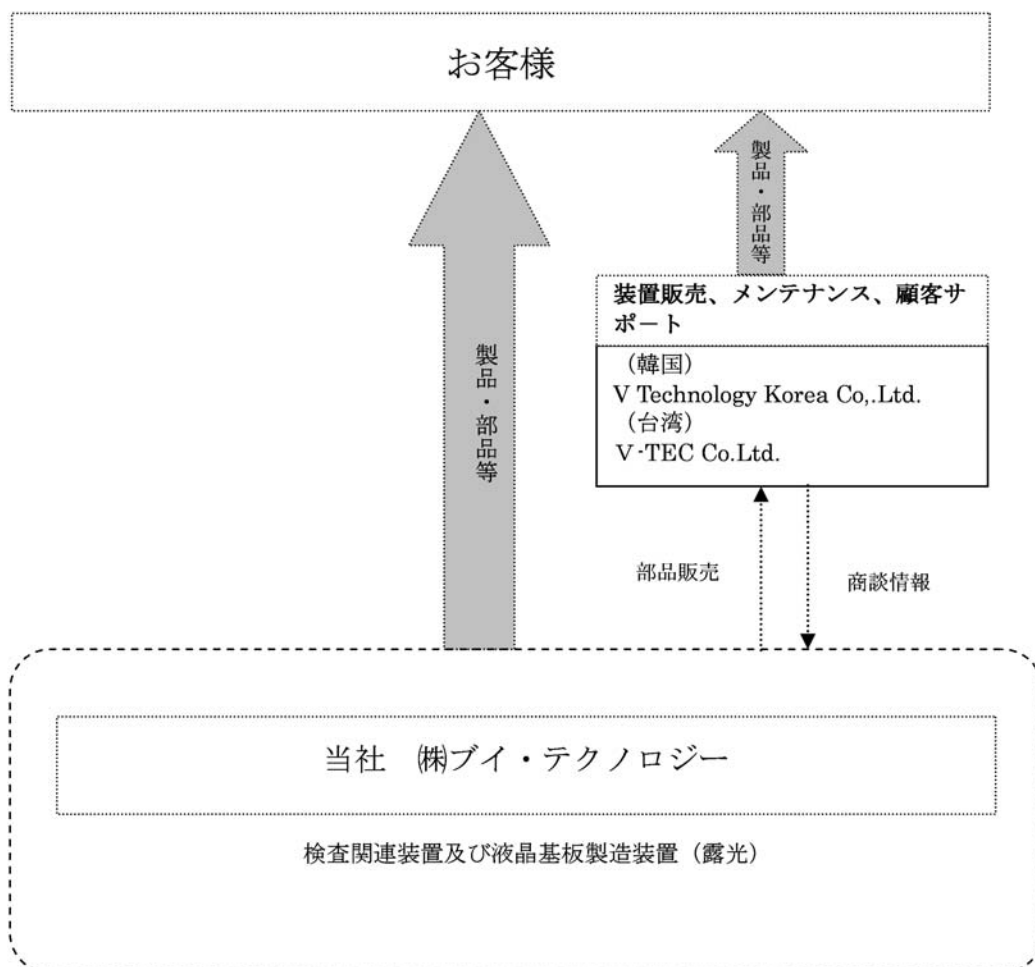 お客様
製品・部品等
製品・部品等
装置販売、メンテナンス、顧客サ
ポート
（韓国）
V Technology Korea Co,.Ltd.
（台湾）
Ｖ-TEC Co.Ltd.
部品販売
商談情報
当社　㈱ブイ・テクノロジー
検査関連装置及び液晶基板製造装置（露光）